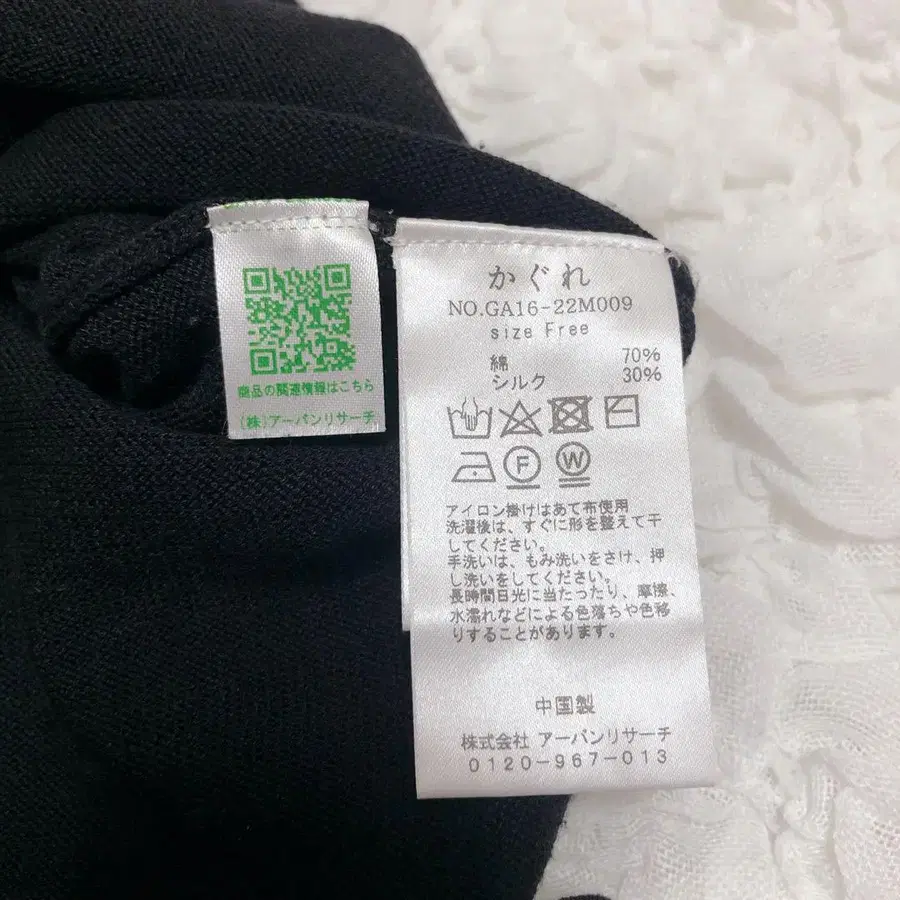 商品の関連情報はこちら
(株)アーバンリサーチ
かぐれ
NO.GA16-22M009
size Free
綿 70%
シルク 30%
F W
アイロン掛けはあて布使用
洗濯後は、すぐに形を整えて干
してください。
手洗いは、もみ洗いをさけ、押
し洗いをしてください。
長時間日光に当たったり、摩擦、
水濡れなどによる色落ちや色移
りすることがあります。
中国製
株式会社 アーバンリサーチ
0120-967-013